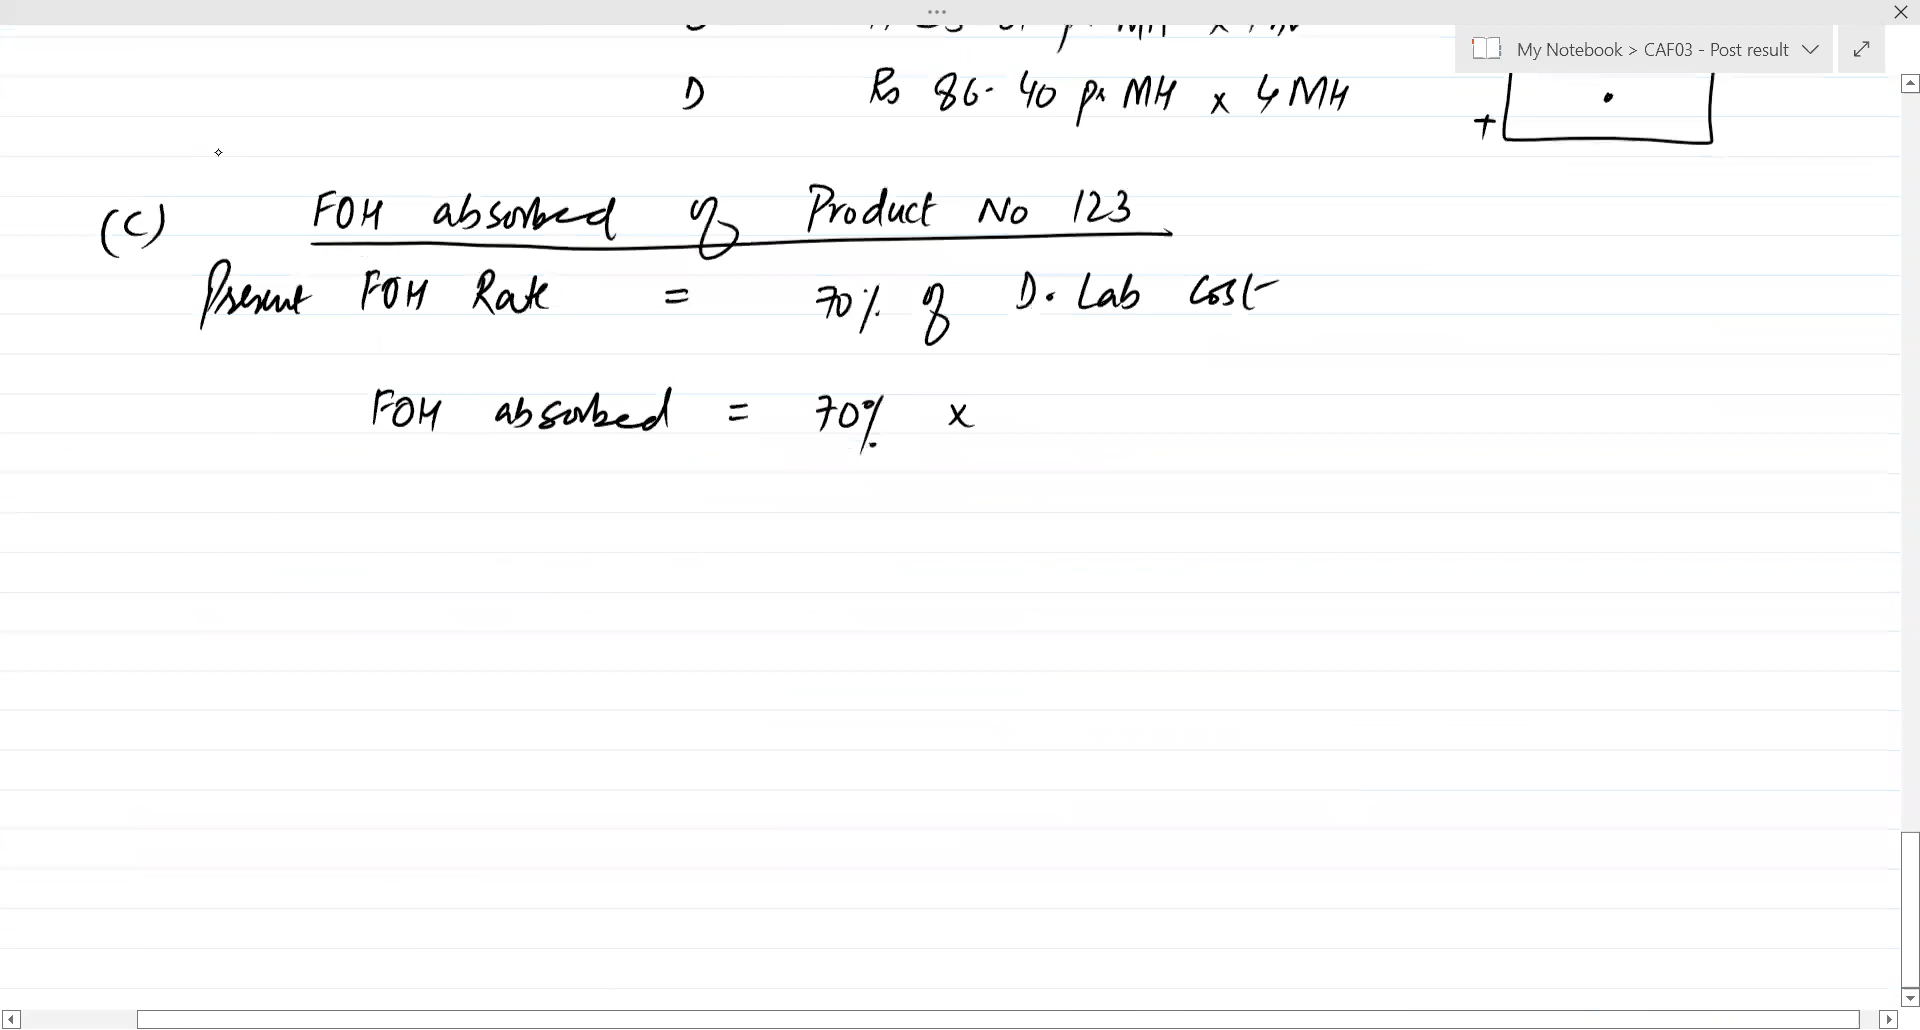 My Notebook > CAF03 - Post result
D Rs 86.40 per MH x 4 MH
+
(C) FOH absorbed of Product No 123
Present FOH Rate = 70% of D. Lab Cost
FOH absorbed = 70% x